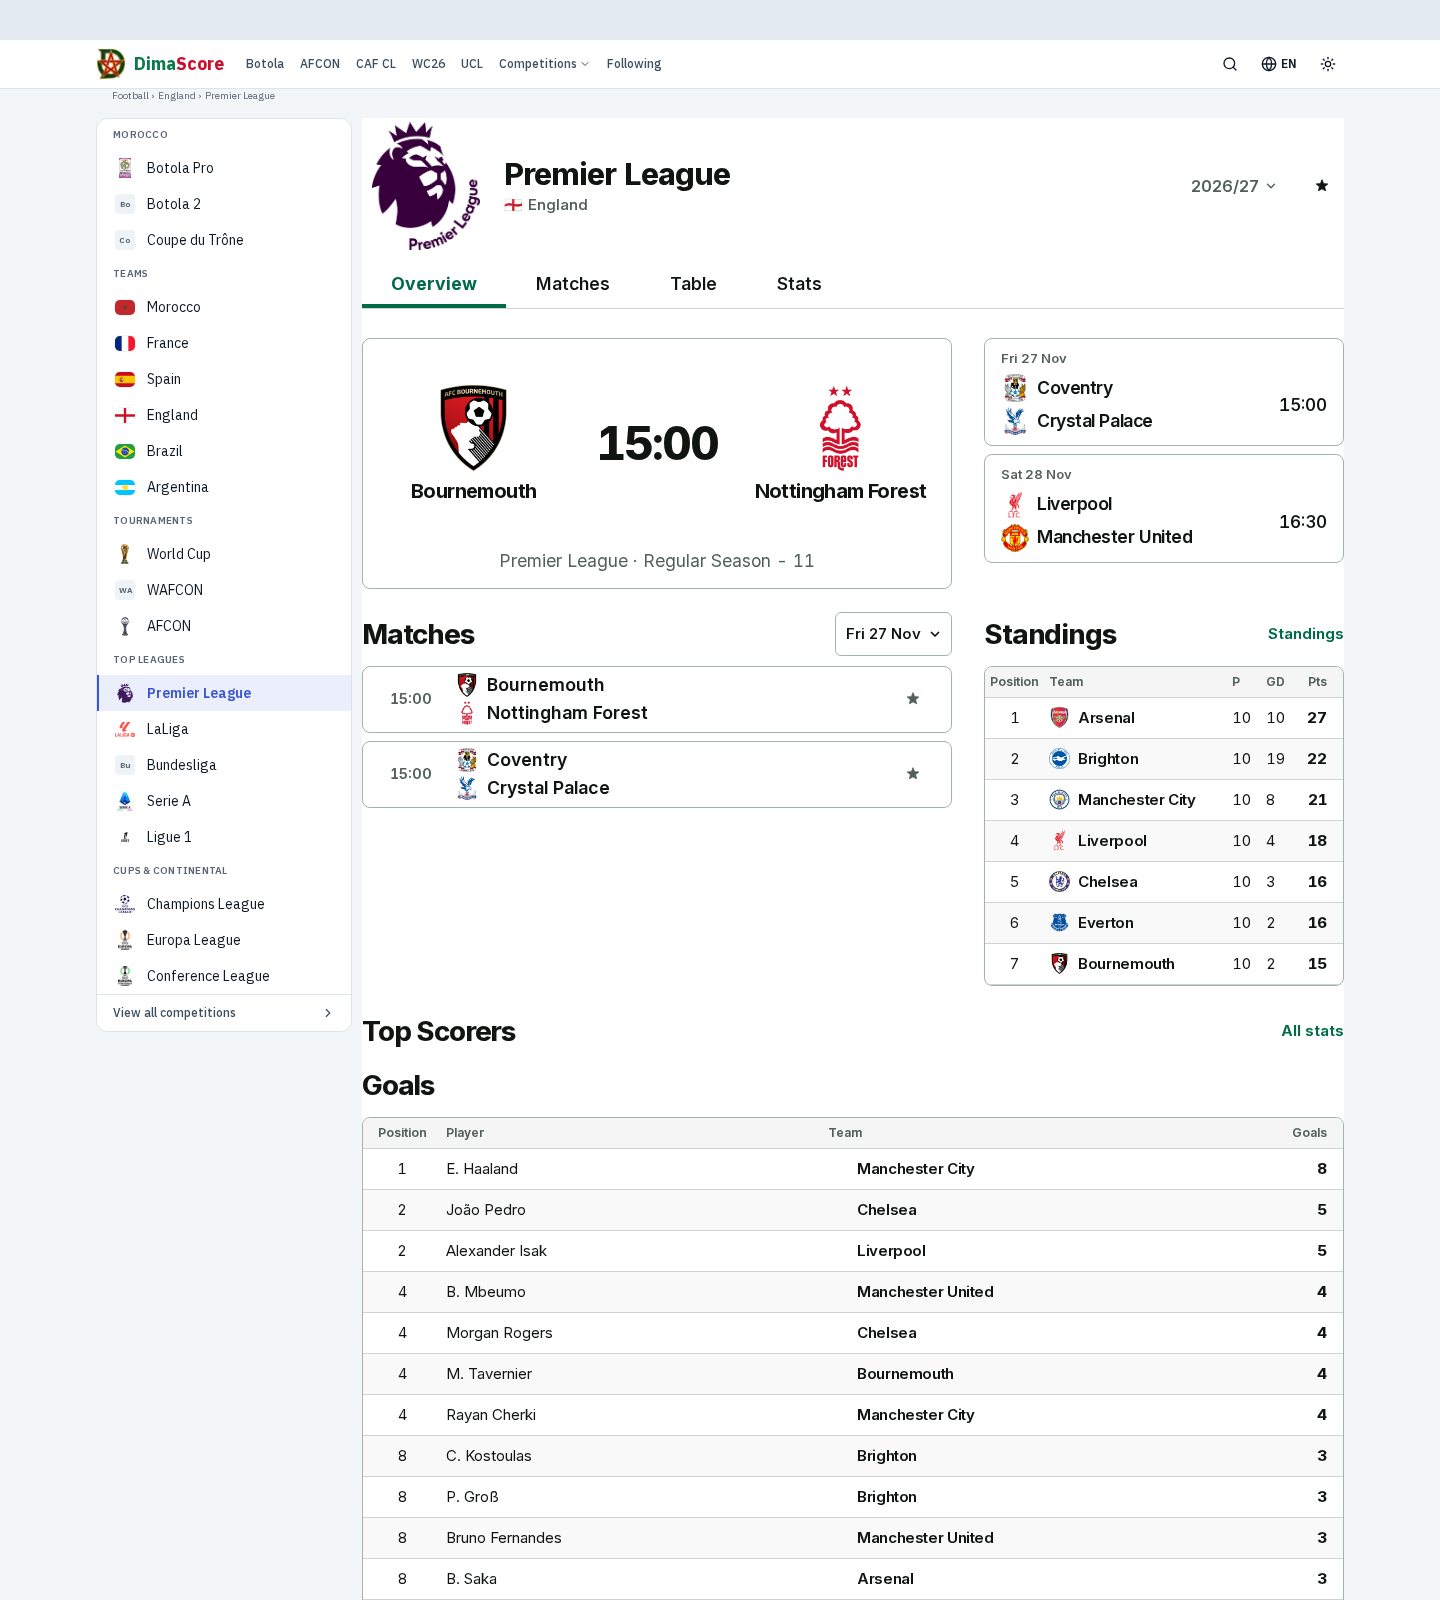 DimaScore
Botola AFCON CAF CL WC26 UCL Competitions Following
EN
Football › England › Premier League
MOROCCO
Botola Pro
Bo Botola 2
Co Coupe du Trône
TEAMS
Morocco
France
Spain
England
Brazil
Argentina
TOURNAMENTS
World Cup
WA WAFCON
AFCON
TOP LEAGUES
Premier League
LaLiga
Bu Bundesliga
Serie A
Ligue 1
CUPS & CONTINENTAL
Champions League
Europa League
Conference League
View all competitions
Premier League
Premier League
England
2026/27
Overview Matches Table Stats
AFC BOURNEMOUTH
FOREST
15:00
Bournemouth
Nottingham Forest
Premier League · Regular Season - 11
Fri 27 Nov
Coventry
Crystal Palace
15:00
Sat 28 Nov
Liverpool
Manchester United
16:30
Matches
Fri 27 Nov
15:00
Bournemouth
Nottingham Forest
15:00
Coventry
Crystal Palace
Standings
Standings
Position Team P GD Pts
1 Arsenal 10 10 27
2 Brighton 10 19 22
3 Manchester City 10 8 21
4 Liverpool 10 4 18
5 Chelsea 10 3 16
6 Everton 10 2 16
7 Bournemouth 10 2 15
Top Scorers
All stats
Goals
Position Player Team Goals
1 E. Haaland Manchester City 8
2 João Pedro Chelsea 5
2 Alexander Isak Liverpool 5
4 B. Mbeumo Manchester United 4
4 Morgan Rogers Chelsea 4
4 M. Tavernier Bournemouth 4
4 Rayan Cherki Manchester City 4
8 C. Kostoulas Brighton 3
8 P. Groß Brighton 3
8 Bruno Fernandes Manchester United 3
8 B. Saka Arsenal 3